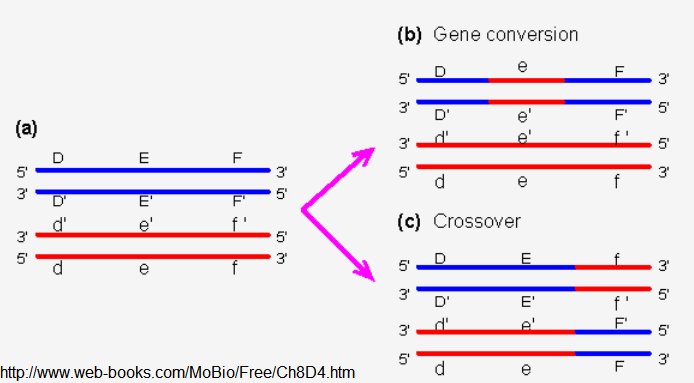 (a)
D E F
5' 3'
3' 5'
D' E' F'
d' e' f '
3' 5'
5' 3'
d e f
(b) Gene conversion
D e F
5' 3'
3' 5'
D' e' F'
d' e' f '
3' 5'
5' 3'
d e f
(c) Crossover
D E f
5' 3'
3' 5'
D' E' f '
d' e' F'
3' 5'
5' 3'
d e F
http://www.web-books.com/MoBio/Free/Ch8D4.htm